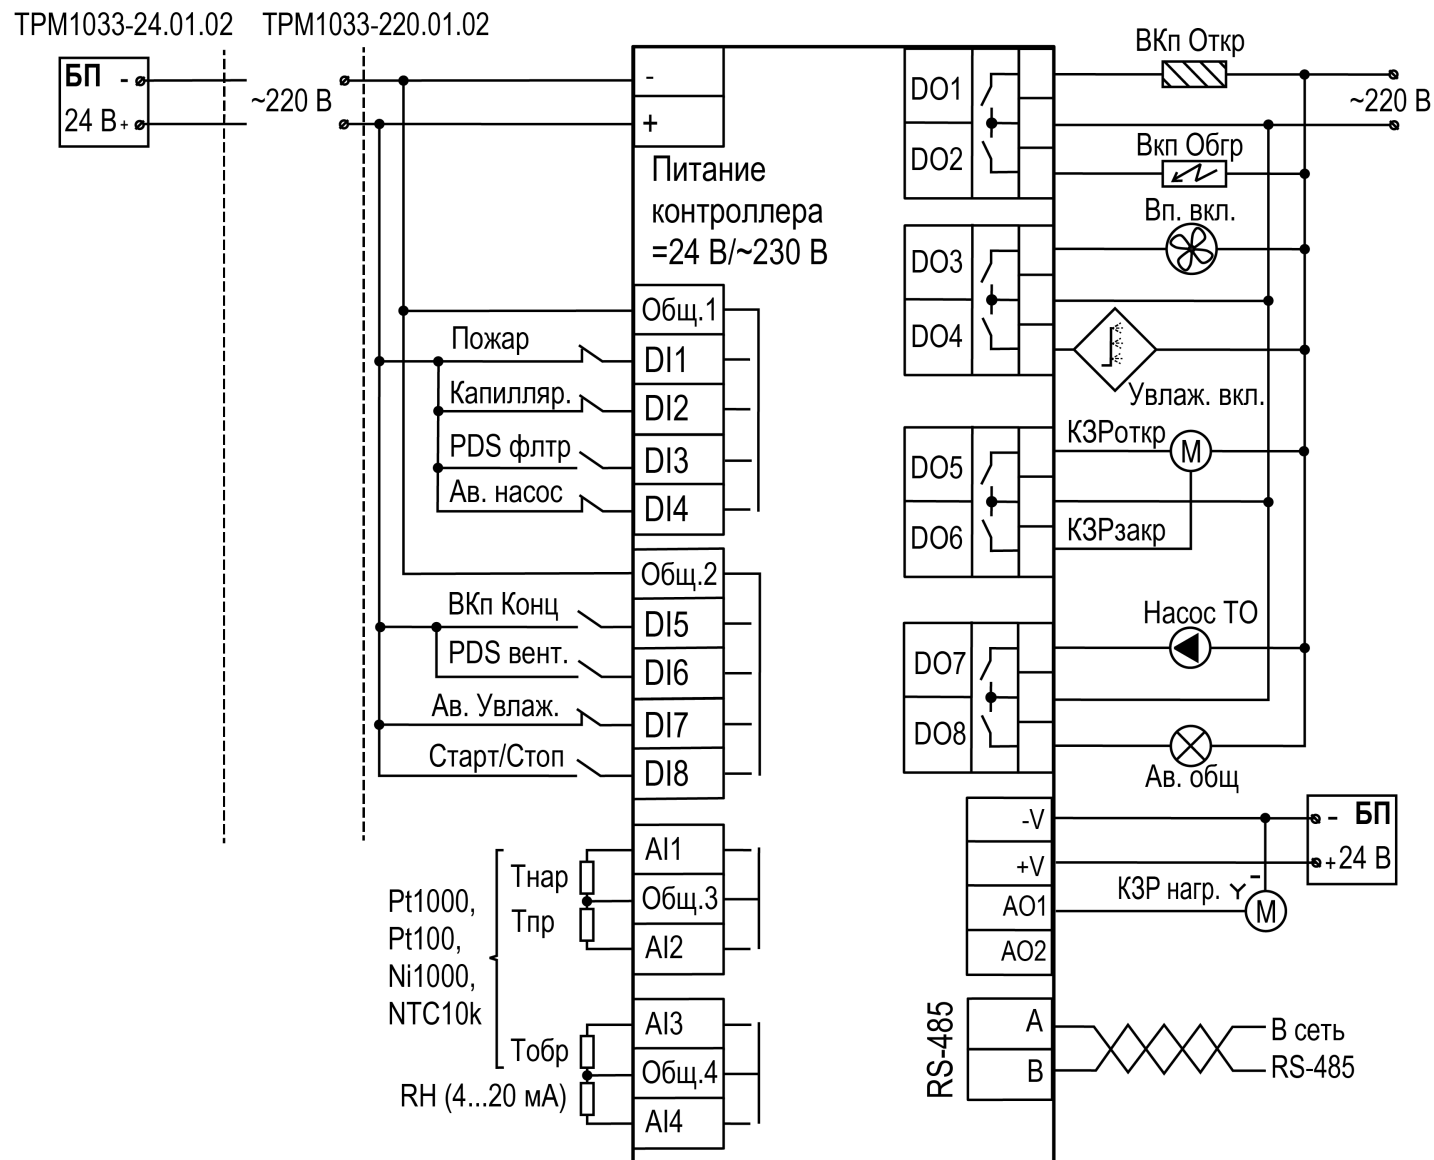 ТРМ1033-24.01.02
ТРМ1033-220.01.02
БП -
24 В +
~220 В
-
+
Питание
контроллера
=24 В/~230 В
Общ.1
Пожар
DI1
Капилляр.
DI2
PDS флтр
DI3
Ав. насос
DI4
Общ.2
ВКп Конц
DI5
PDS вент.
DI6
Ав. Увлаж.
DI7
Старт/Стоп
DI8
Pt1000,
Pt100,
Ni1000,
NTC10k
Тнар
Тпр
AI1
Общ.3
AI2
Тобр
RH (4...20 мА)
AI3
Общ.4
AI4
DO1
DO2
ВКп Откр
~220 В
Вкп Обгр
DO3
DO4
Вп. вкл.
Увлаж. вкл.
DO5
DO6
КЗРоткр
М
КЗРзакр
DO7
DO8
Насос ТО
Ав. общ
-V
+V
AO1
AO2
- БП
+ 24 В
КЗР нагр. Y -
М
RS-485
A
B
В сеть
RS-485